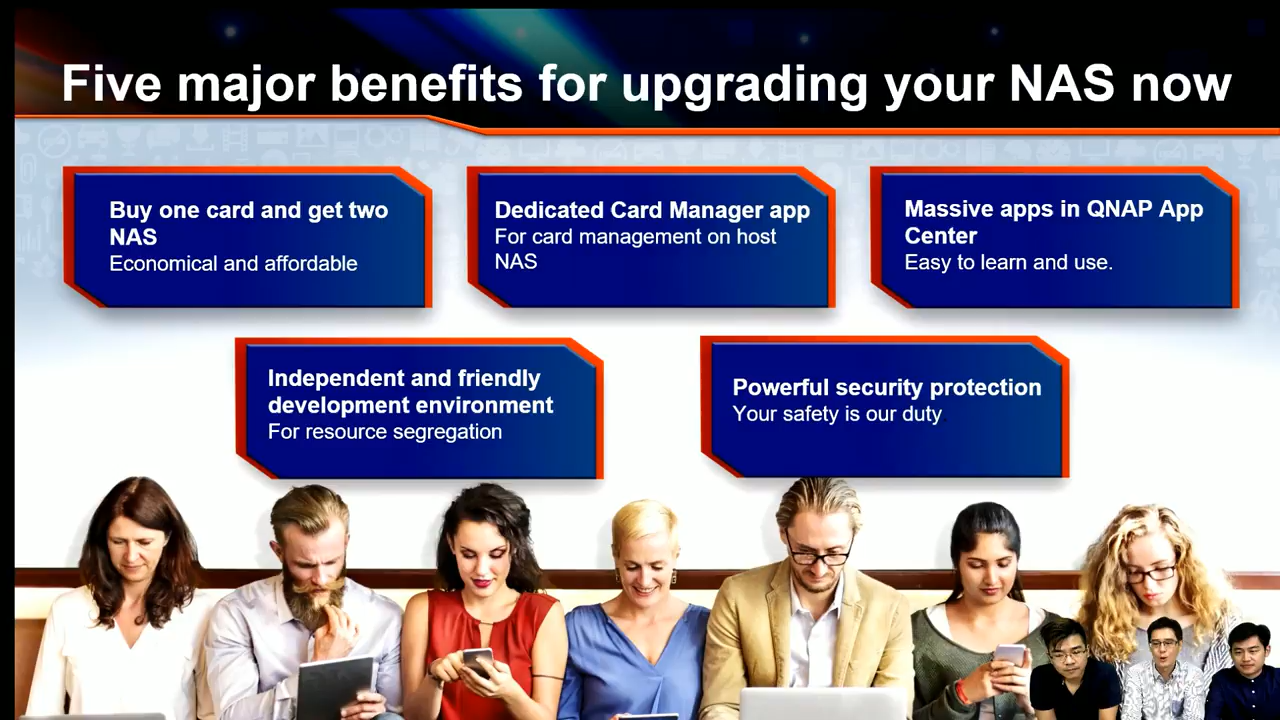 Five major benefits for upgrading your NAS now
Buy one card and get two
NAS
Economical and affordable
Dedicated Card Manager app
For card management on host
NAS
Massive apps in QNAP App
Center
Easy to learn and use.
Independent and friendly
development environment
For resource segregation
Powerful security protection
Your safety is our duty